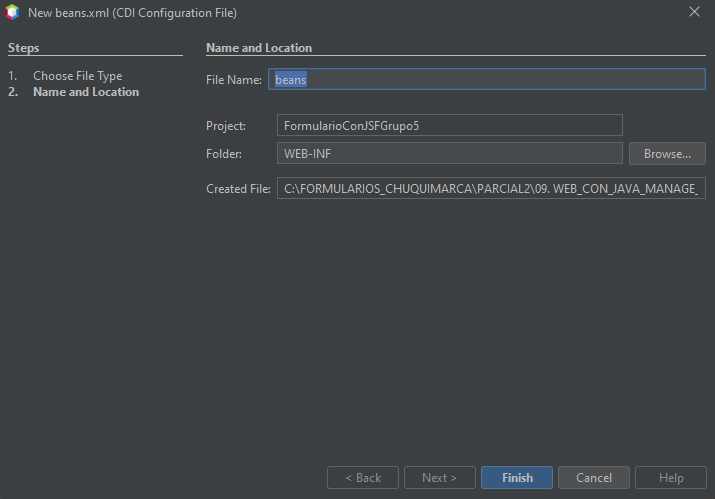 New beans.xml (CDI Configuration File)
Steps
1. Choose File Type
2. Name and Location
Name and Location
File Name: beans
Project: FormularioConJSFGrupo5
Folder: WEB-INF Browse...
Created File: C:\FORMULARIOS_CHUQUIMARCA\PARCIAL2\09. WEB_CON_JAVA_MANAGE_
< Back Next > Finish Cancel Help